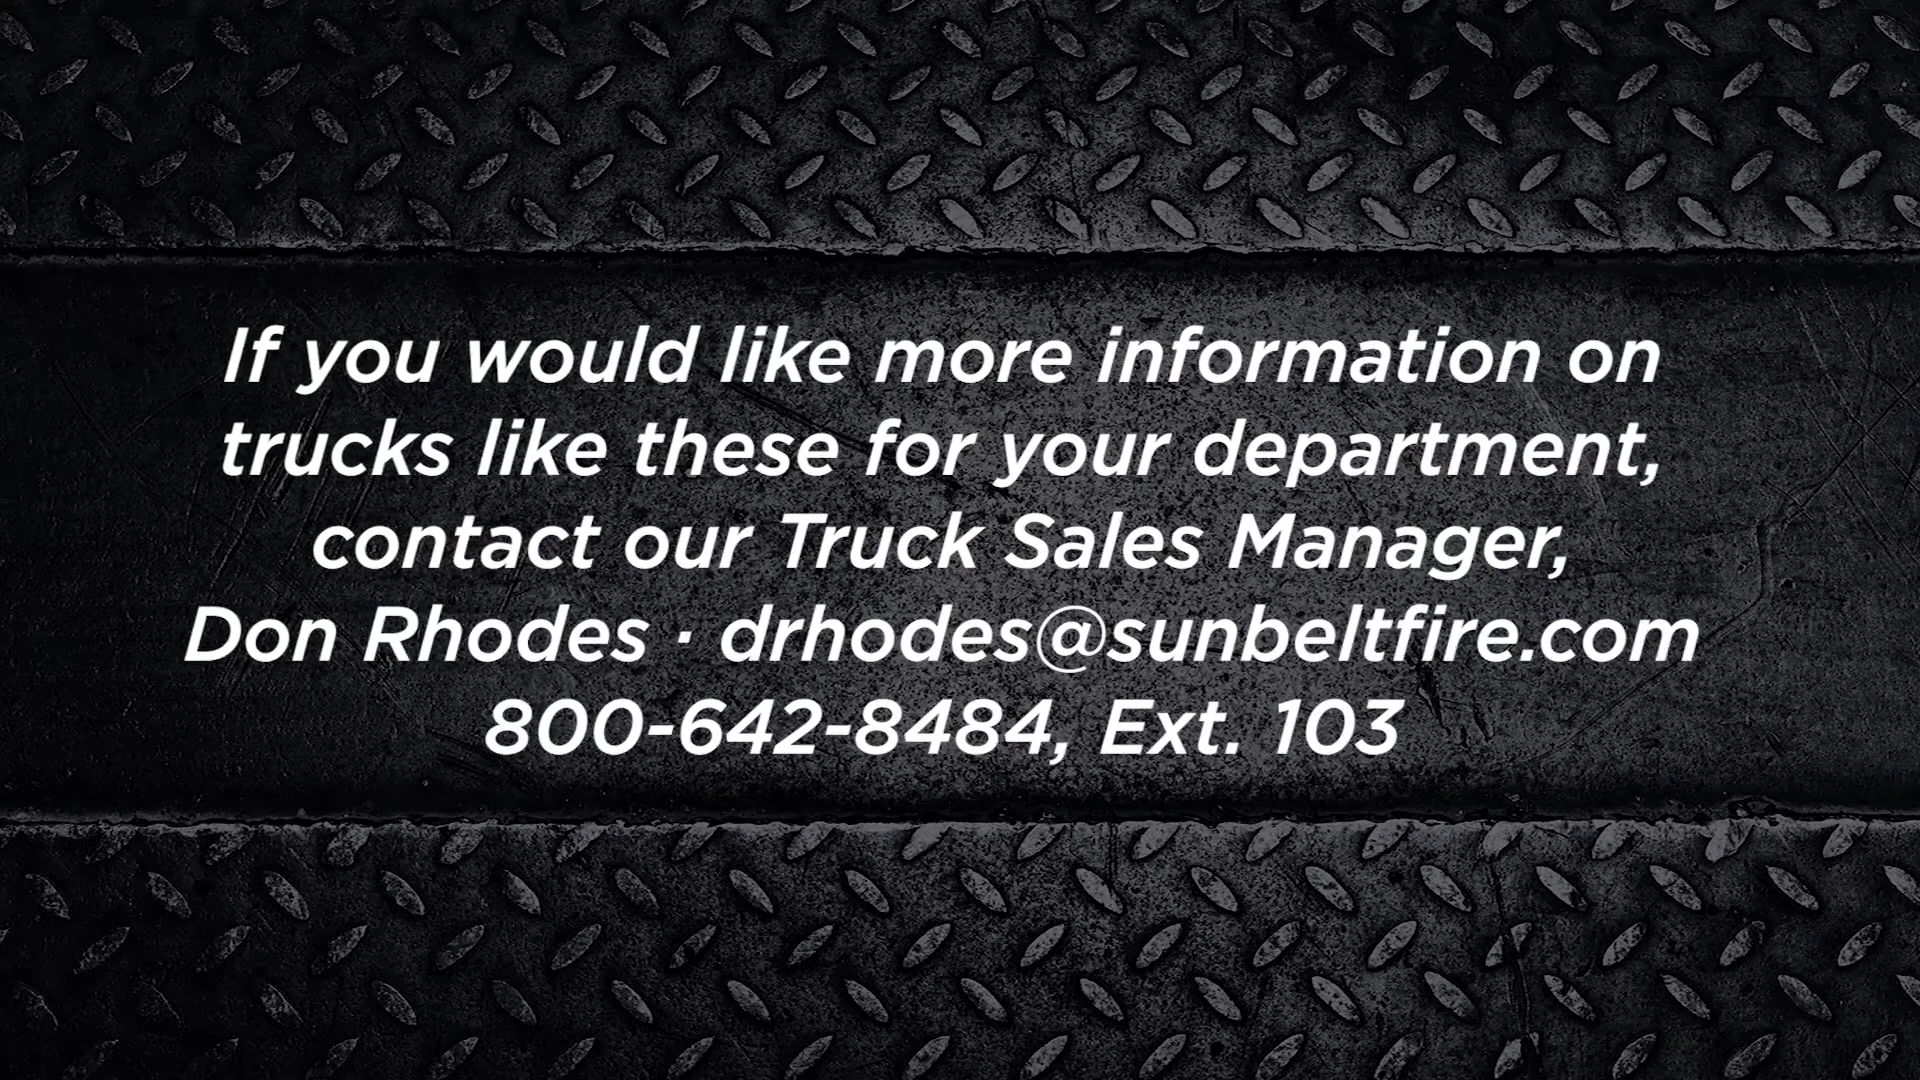 If you would like more information on
trucks like these for your department,
contact our Truck Sales Manager,
Don Rhodes · drhodes@sunbeltfire.com
800-642-8484, Ext. 103